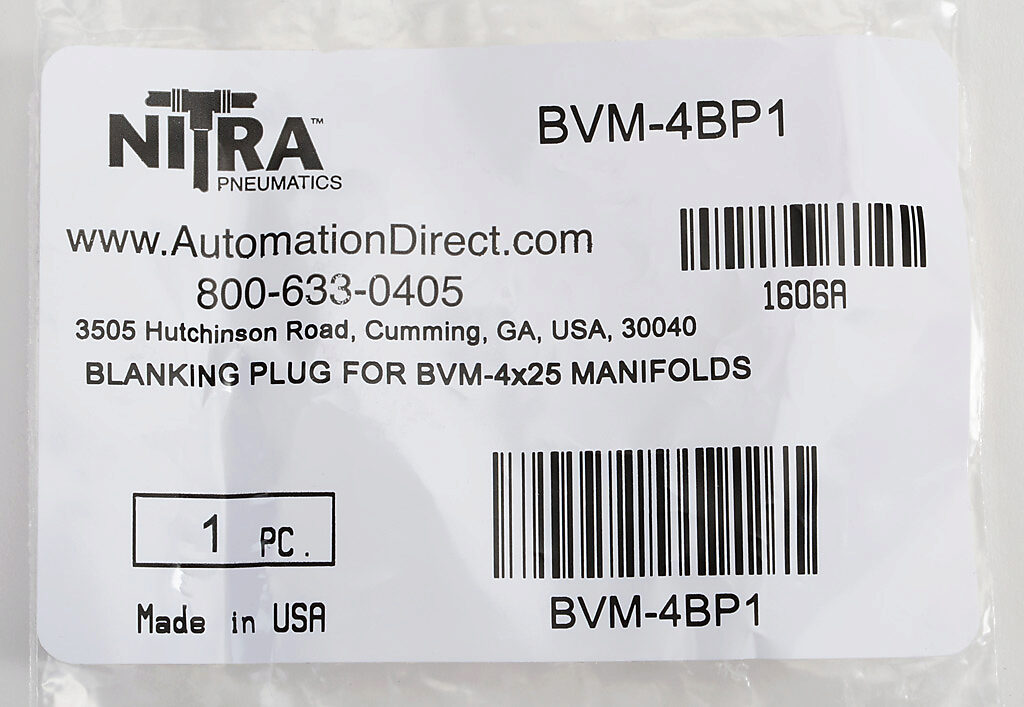 NITRA™
PNEUMATICS
BVM-4BP1
www.AutomationDirect.com
800-633-0405
1606A
3505 Hutchinson Road, Cumming, GA, USA, 30040
BLANKING PLUG FOR BVM-4x25 MANIFOLDS
1 PC.
Made in USA
BVM-4BP1